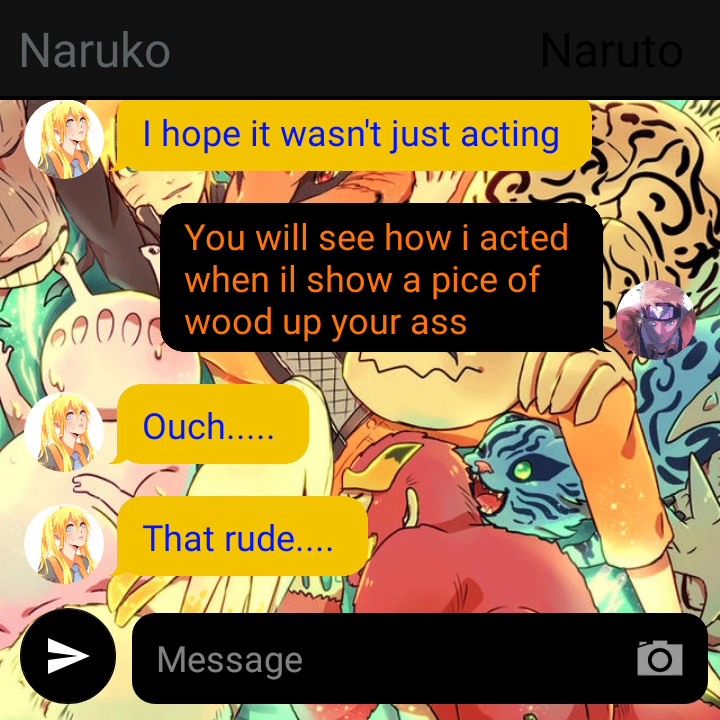 Naruko
Naruto
I hope it wasn't just acting
You will see how i acted
when il show a pice of
wood up your ass
Ouch.....
That rude....
Message